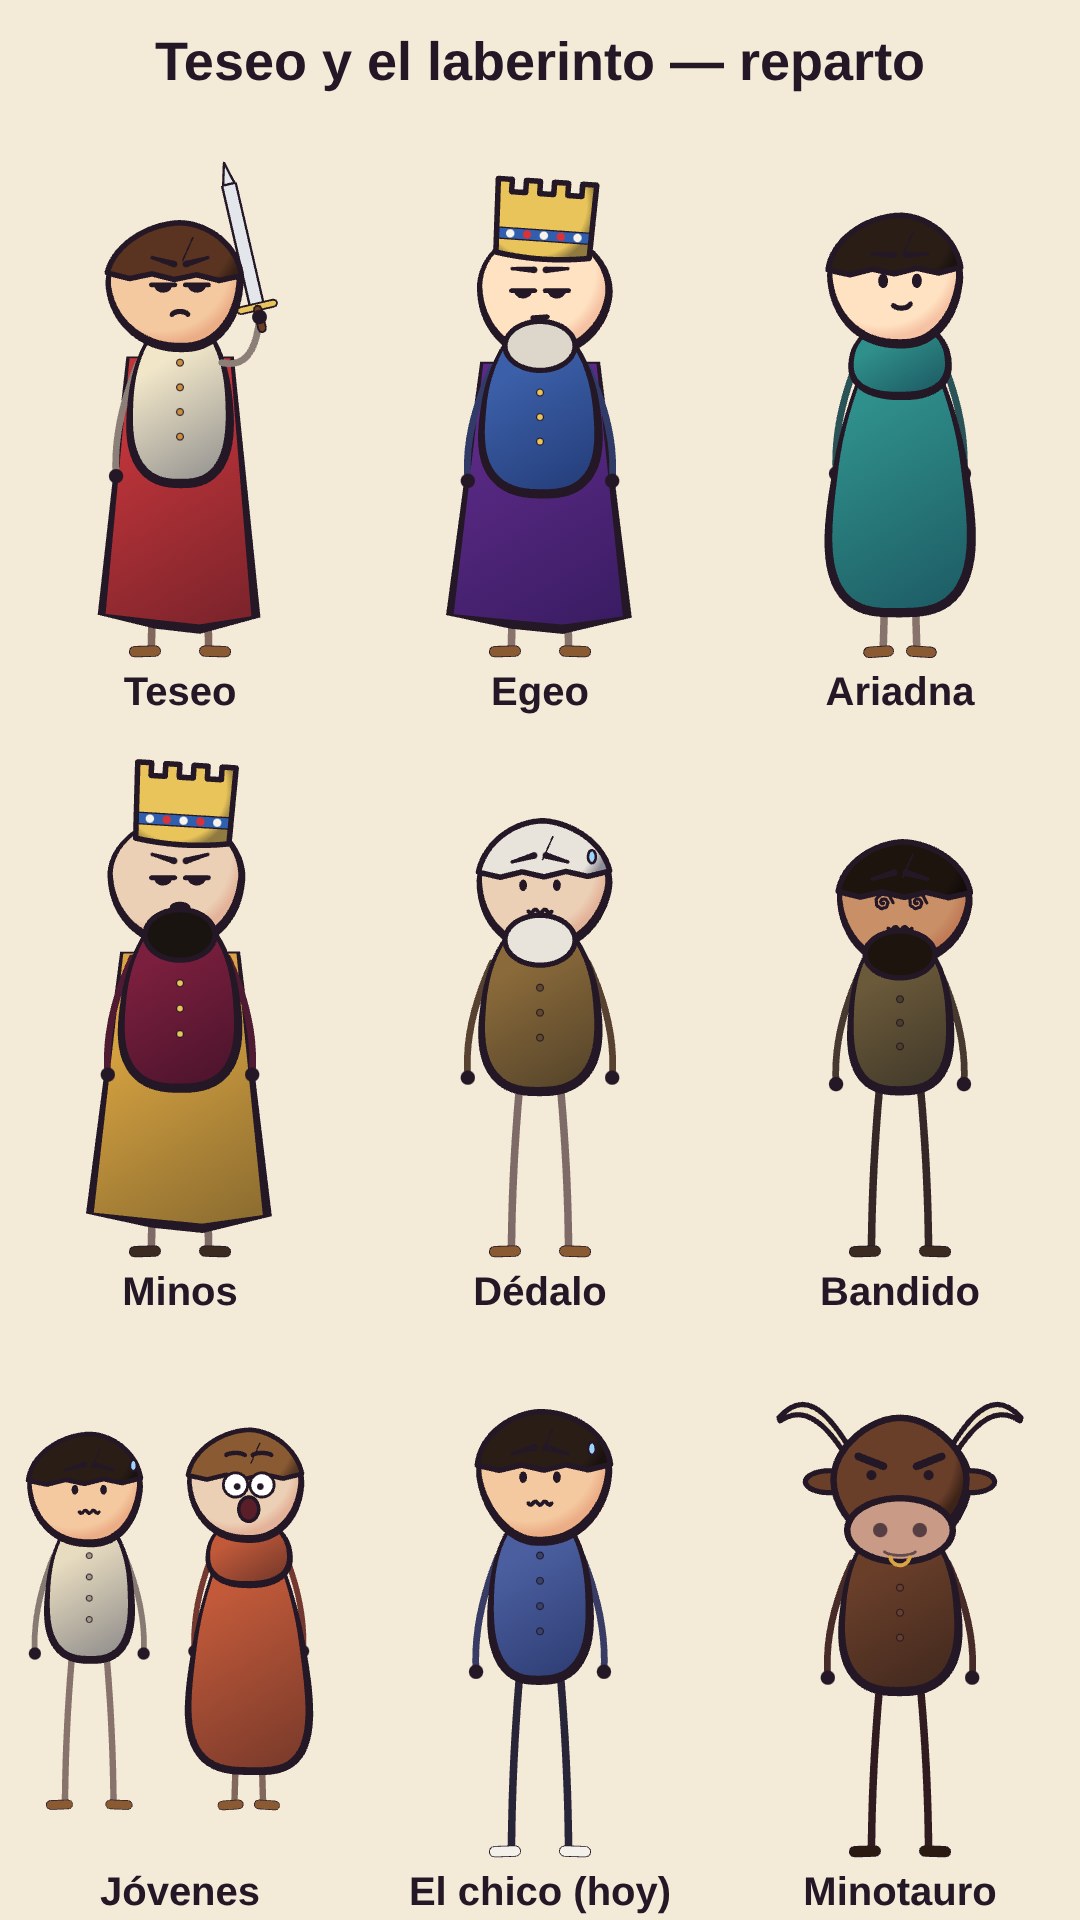 Teseo y el laberinto — reparto
Teseo
Egeo
Ariadna
Minos
Dédalo
Bandido
Jóvenes
El chico (hoy)
Minotauro